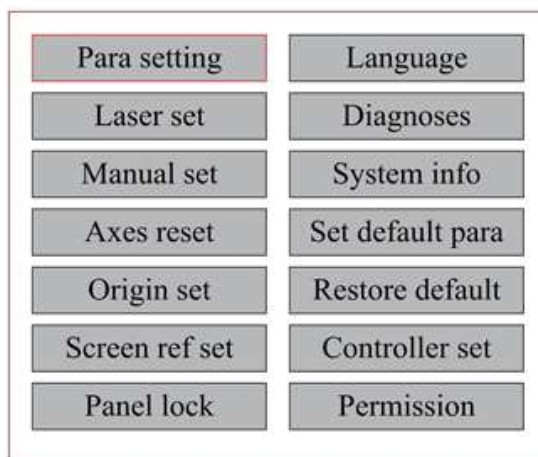 Para setting
Language
Laser set
Diagnoses
Manual set
System info
Axes reset
Set default para
Origin set
Restore default
Screen ref set
Controller set
Panel lock
Permission